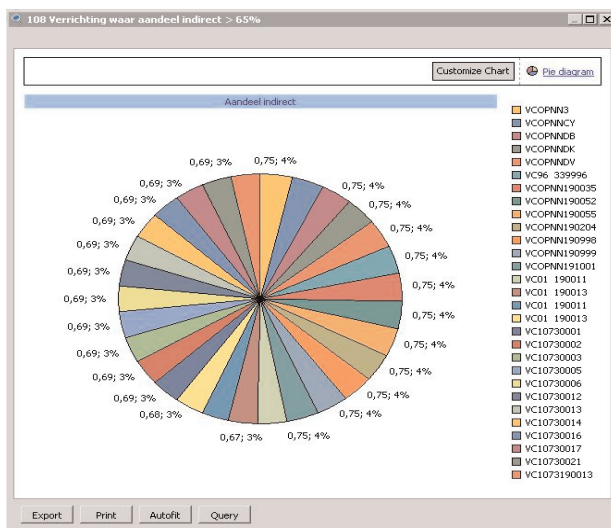 108 Verrichting waar aandeel indirect > 65%
Customize Chart
Pie diagram
Aandeel indirect
0,69; 3%
0,75; 4%
0,69; 3%
0,75; 4%
0,69; 3%
0,75; 4%
0,69; 3%
0,75; 4%
0,69; 3%
0,75; 4%
0,69; 3%
0,75; 4%
0,69; 3%
0,75; 4%
0,69; 3%
0,75; 4%
0,69; 3%
0,75; 4%
0,68; 3%
0,75; 4%
0,67; 3%
0,75; 4%
VCOPNN3
VCOPNNCY
VCOPNNDB
VCOPNNDK
VCOPNNDV
VC96 339996
VCOPNN190035
VCOPNN190052
VCOPNN190055
VCOPNN190204
VCOPNN190998
VCOPNN190999
VCOPNN191001
VC01 190011
VC01 190013
VC01 190011
VC01 190013
VC10730001
VC10730002
VC10730003
VC10730005
VC10730006
VC10730012
VC10730013
VC10730014
VC10730016
VC10730017
VC10730021
VC1073190013
Export
Print
Autofit
Query